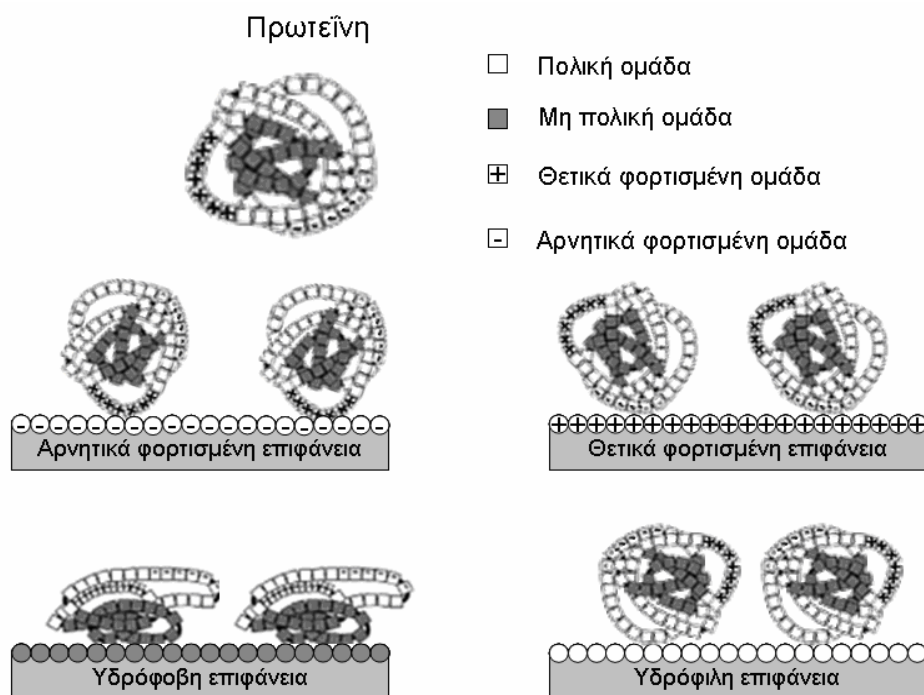 Πρωτεΐνη
Πολική ομάδα
Μη πολική ομάδα
+ Θετικά φορτισμένη ομάδα
- Αρνητικά φορτισμένη ομάδα
Αρνητικά φορτισμένη επιφάνεια
Θετικά φορτισμένη επιφάνεια
Υδρόφοβη επιφάνεια
Υδρόφιλη επιφάνεια